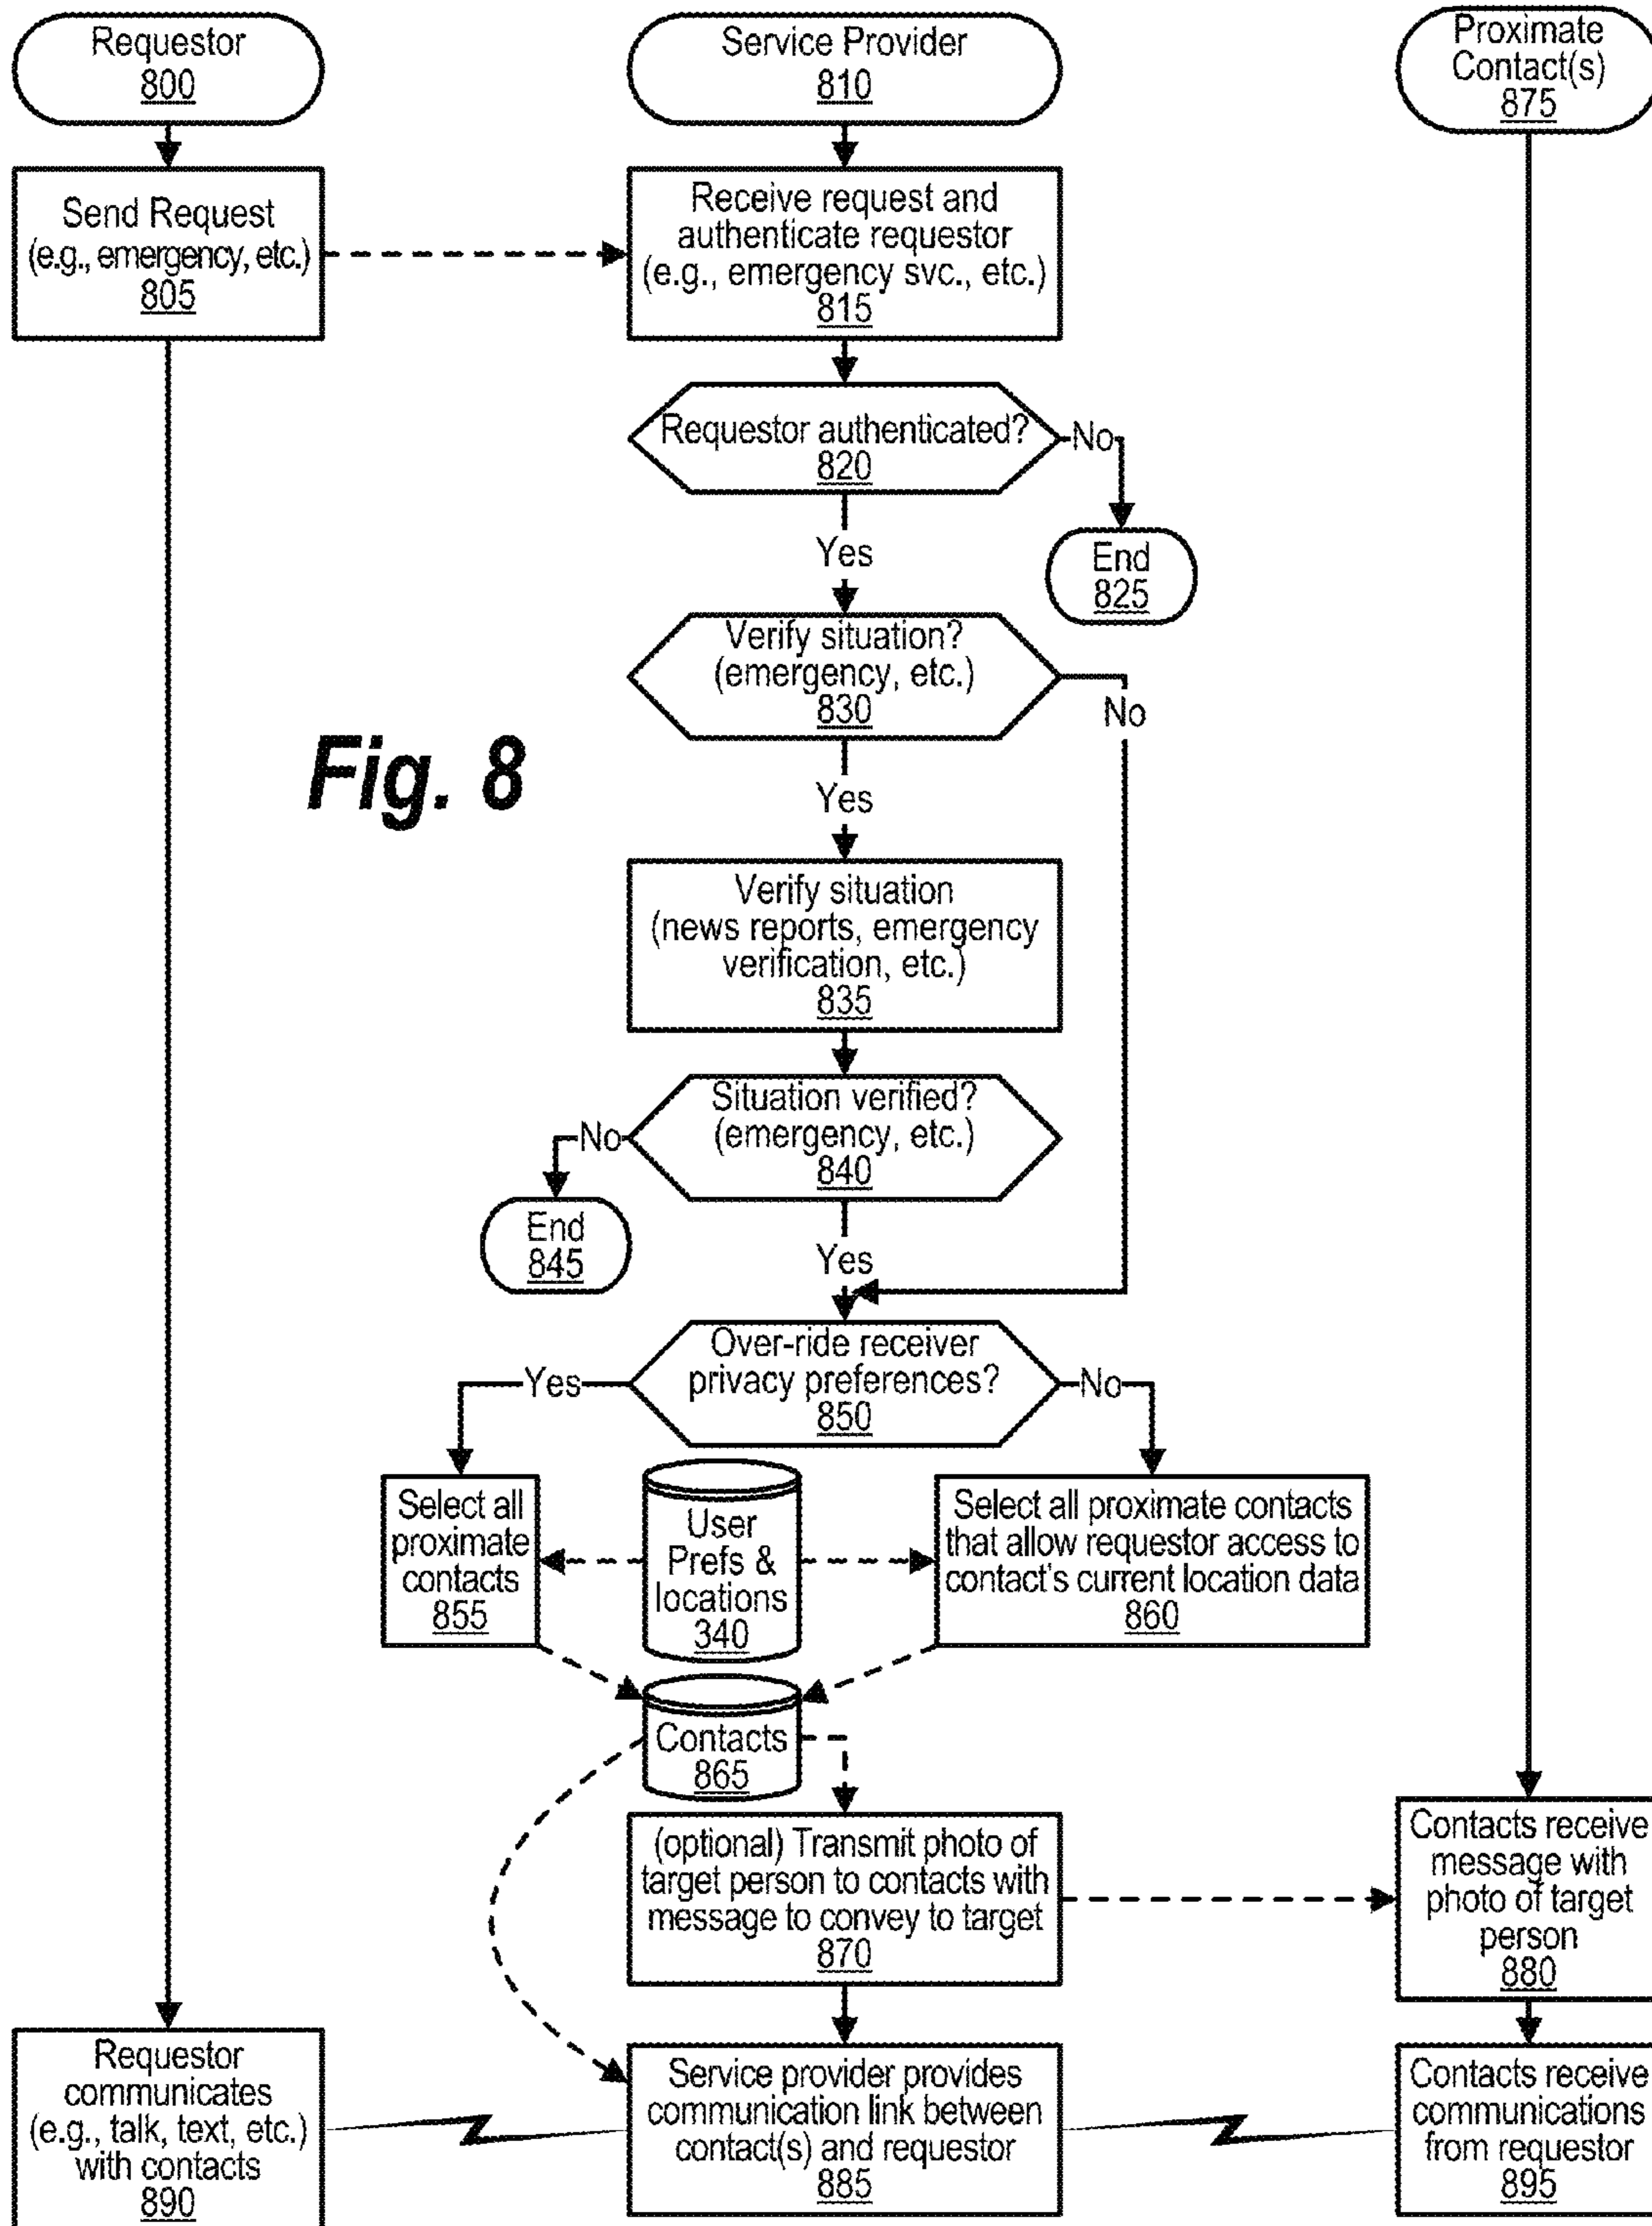 Requestor
800
Service Provider
810
Proximate
Contact(s)
875
Send Request
(e.g., emergency, etc.)
805
Receive request and
authenticate requestor
(e.g., emergency svc., etc.)
815
Requestor authenticated?
820
No
End
825
Yes
Verify situation?
(emergency, etc.)
830
No
Fig. 8
Yes
Verify situation
(news reports, emergency
verification, etc.)
835
Situation verified?
(emergency, etc.)
840
No
End
845
Yes
Over-ride receiver
privacy preferences?
850
Yes
No
Select all
proximate
contacts
855
User
Prefs &
locations
340
Select all proximate contacts
that allow requestor access to
contact's current location data
860
Contacts
865
(optional) Transmit photo of
target person to contacts with
message to convey to target
870
Contacts receive
message with
photo of target
person
880
Requestor
communicates
(e.g., talk, text, etc.)
with contacts
890
Service provider provides
communication link between
contact(s) and requestor
885
Contacts receive
communications
from requestor
895